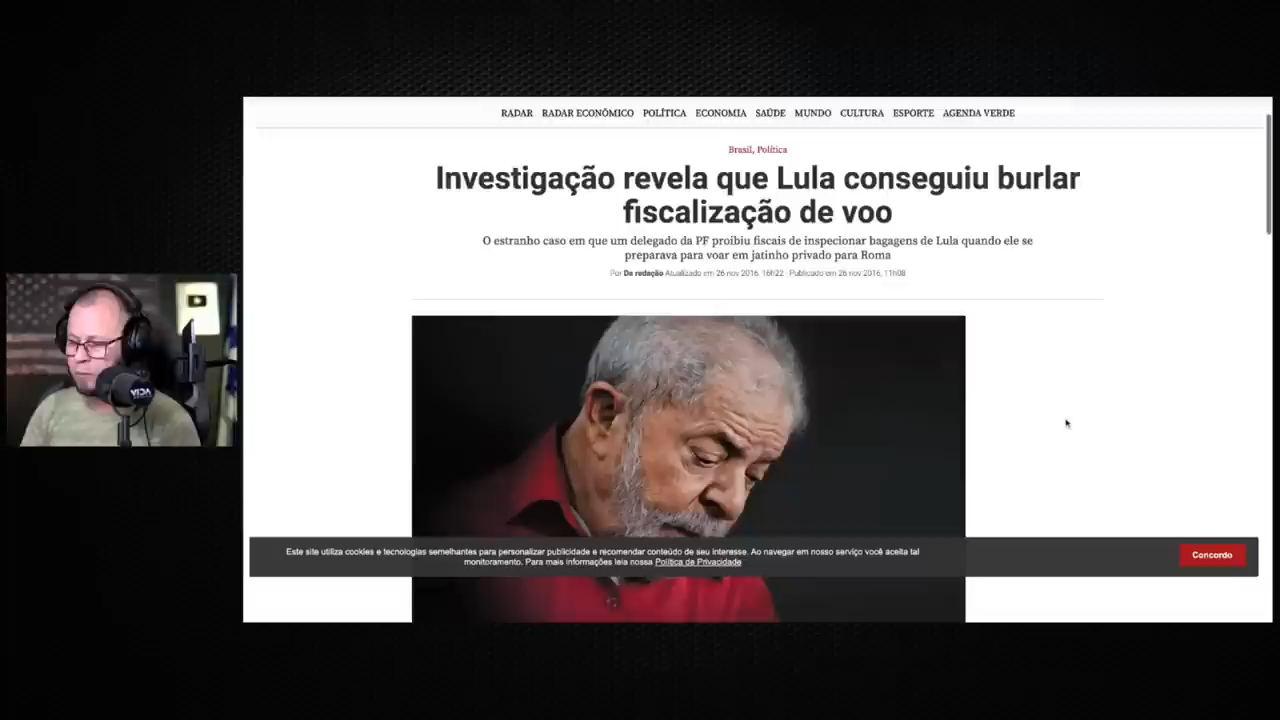 RADAR RADAR ECONÔMICO POLÍTICA ECONOMIA SAÚDE MUNDO CULTURA ESPORTE AGENDA VERDE
Brasil, Política
Investigação revela que Lula conseguiu burlar
fiscalização de voo
O estranho caso em que um delegado da PF proibiu fiscais de inspecionar bagagens de Lula quando ele se
preparava para voar em jatinho privado para Roma
Por Da redação Atualizado em 26 nov 2016, 16h22 - Publicado em 26 nov 2016, 11h08
VIDA
Este site utiliza cookies e tecnologias semelhantes para personalizar publicidade e recomendar conteúdo de seu interesse. Ao navegar em nosso serviço você aceita tal
monitoramento. Para mais informações leia nossa Política de Privacidade
Concordo